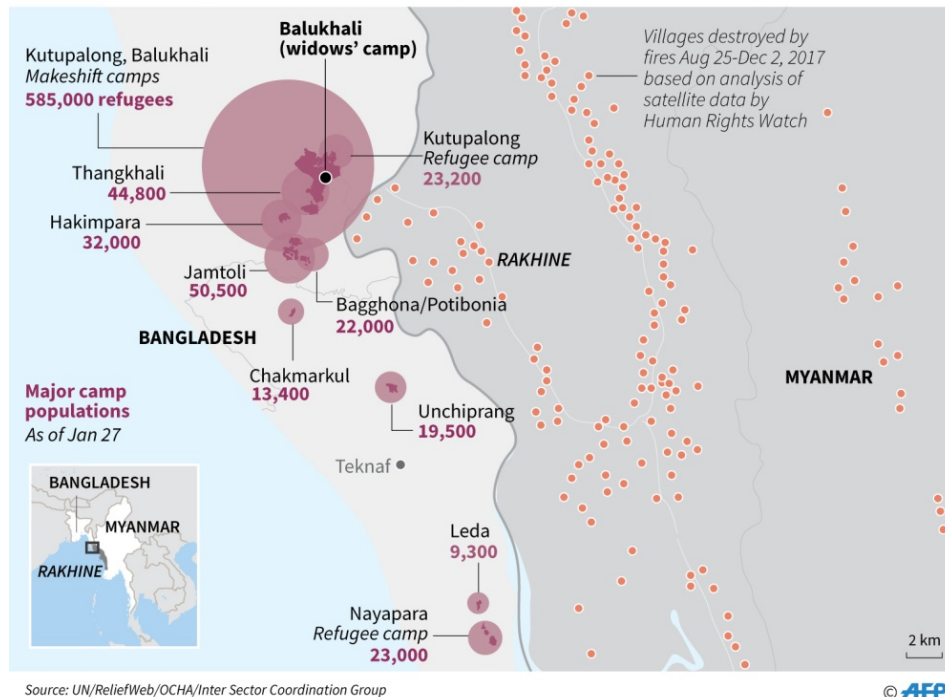 Balukhali
(widows' camp)
Kutupalong, Balukhali
Makeshift camps
585,000 refugees
Villages destroyed by
fires Aug 25-Dec 2, 2017
based on analysis of
satellite data by
Human Rights Watch
Kutupalong
Refugee camp
23,200
Thangkhali
44,800
Hakimpara
32,000
RAKHINE
Jamtoli
50,500
Bagghona/Potibonia
22,000
BANGLADESH
Chakmarkul
13,400
MYANMAR
Major camp
populations
As of Jan 27
Unchiprang
19,500
Teknaf
BANGLADESH
MYANMAR
RAKHINE
Leda
9,300
Nayapara
Refugee camp
23,000
2 km
Source: UN/ReliefWeb/OCHA/Inter Sector Coordination Group
© AFP